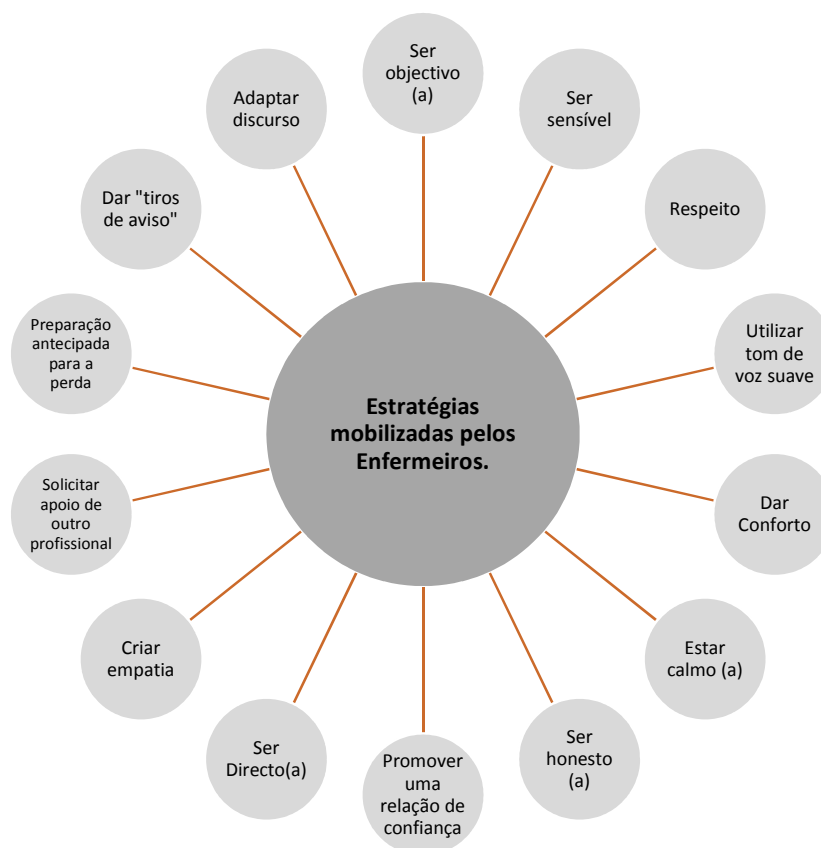 Ser
objectivo
(a)
Ser
sensível
Respeito
Utilizar
tom de
voz suave
Dar
Conforto
Estar
calmo (a)
Ser
honesto
(a)
Promover
uma
relação de
confiança
Ser
Directo(a)
Criar
empatia
Solicitar
apoio de
outro
profissional
Preparação
antecipada
para a
perda
Dar "tiros
de aviso"
Adaptar
discurso
Estratégias
mobilizadas pelos
Enfermeiros.